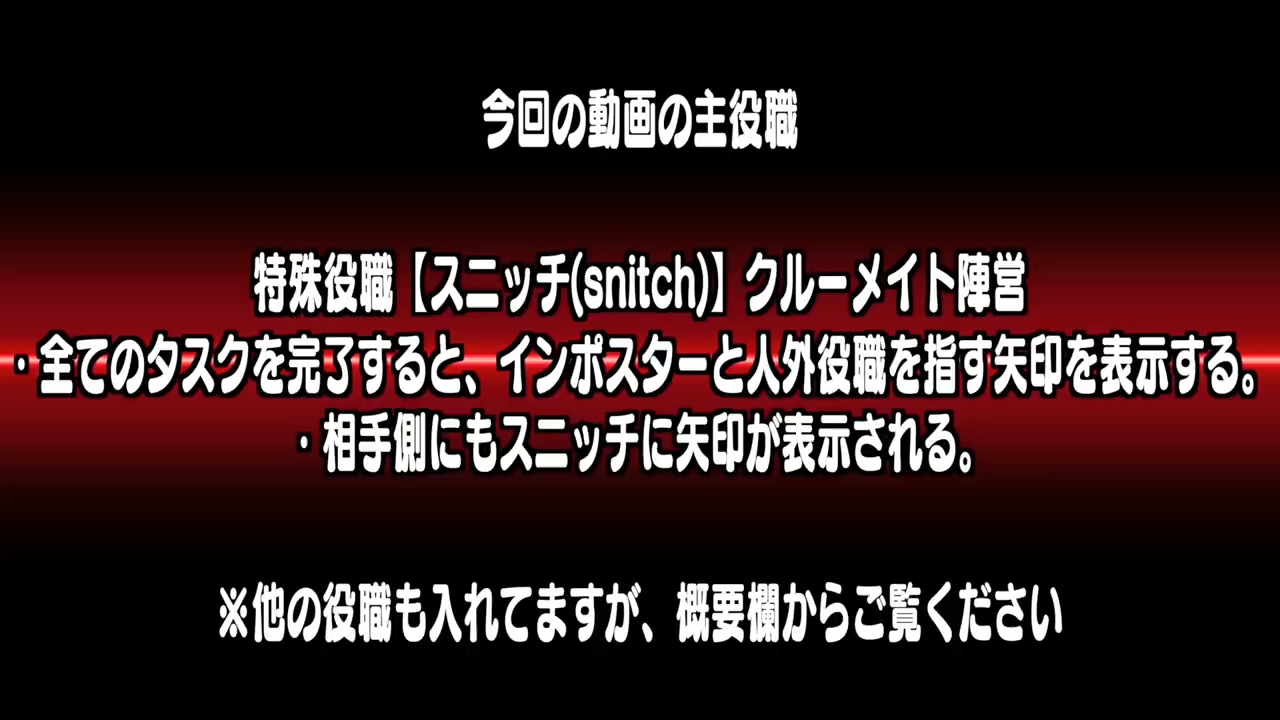 今回の動画の主役職
特殊役職【スニッチ(snitch)】クルーメイト陣営
・全てのタスクを完了すると、インポスターと人外役職を指す矢印を表示する。
・相手側にもスニッチに矢印が表示される。
※他の役職も入れてますが、概要欄からご覧ください